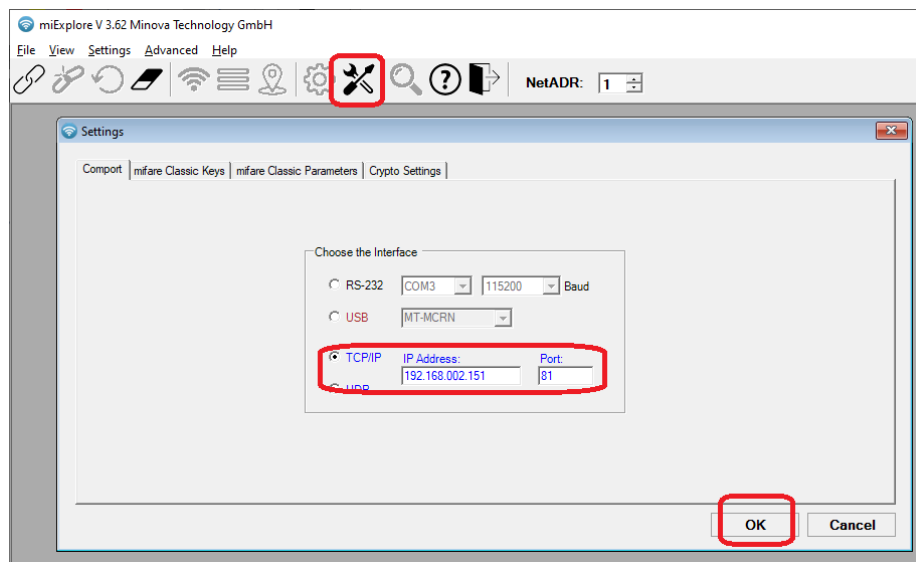 miExplore V 3.62 Minova Technology GmbH
File View Settings Advanced Help
NetADR: 1
Settings
Comport mifare Classic Keys mifare Classic Parameters Crypto Settings
Choose the Interface
RS-232 COM3 115200 Baud
USB MT-MCRN
TCP/IP IP Address: Port:
192.168.002.151 81
UDP
OK Cancel